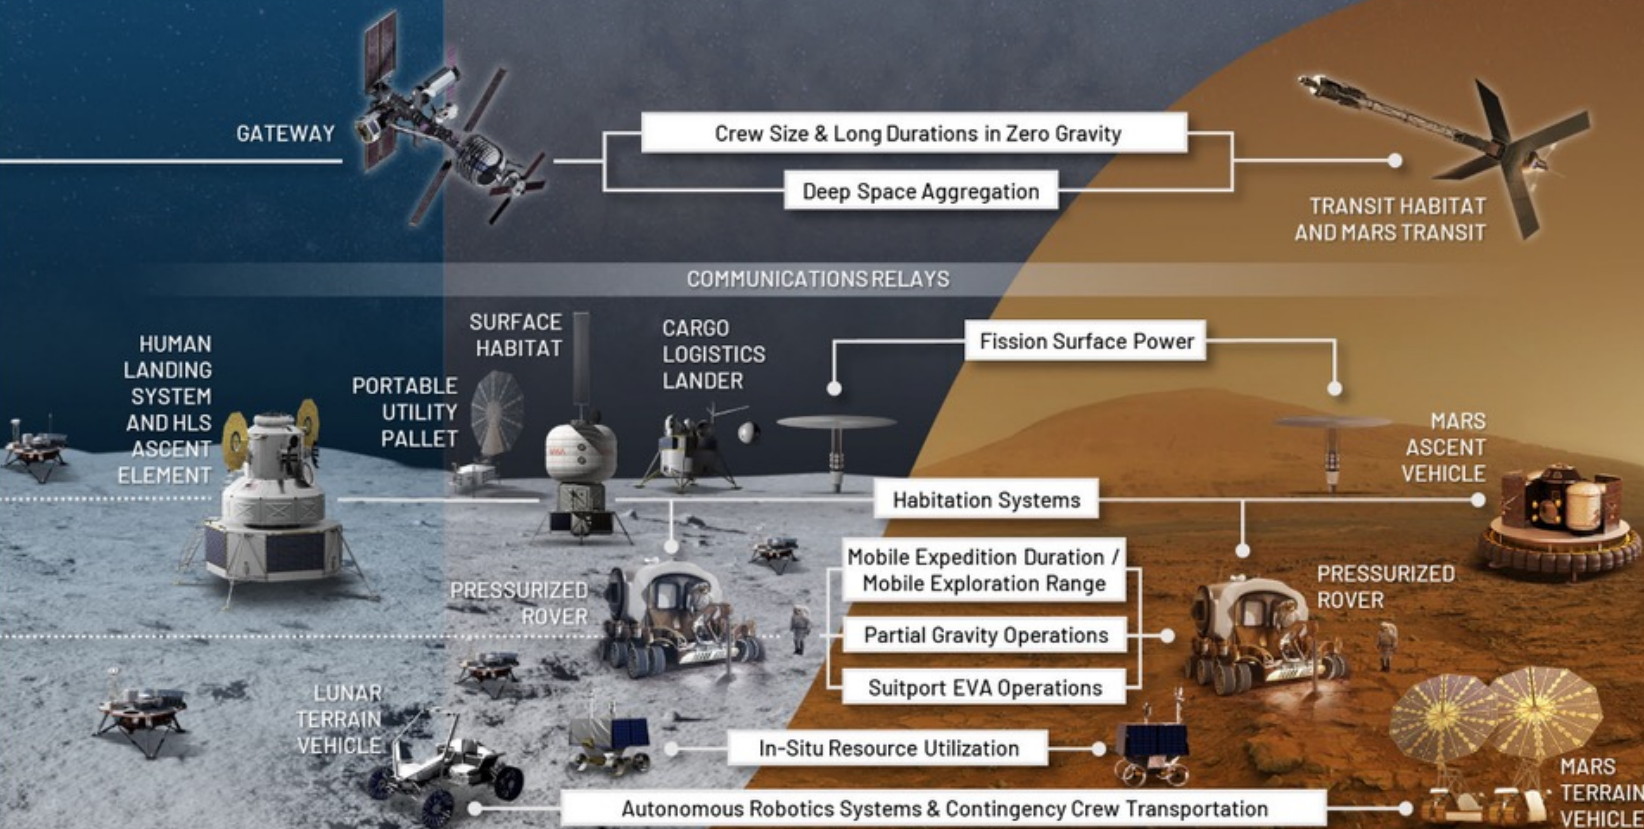 GATEWAY
Crew Size & Long Durations in Zero Gravity
Deep Space Aggregation
TRANSIT HABITAT
AND MARS TRANSIT
COMMUNICATIONS RELAYS
HUMAN
LANDING
SYSTEM
AND HLS
ASCENT
ELEMENT
PORTABLE
UTILITY
PALLET
SURFACE
HABITAT
CARGO
LOGISTICS
LANDER
Fission Surface Power
MARS
ASCENT
VEHICLE
Habitation Systems
PRESSURIZED
ROVER
Mobile Expedition Duration /
Mobile Exploration Range
Partial Gravity Operations
Suitport EVA Operations
PRESSURIZED
ROVER
LUNAR
TERRAIN
VEHICLE
In-Situ Resource Utilization
Autonomous Robotics Systems & Contingency Crew Transportation
MARS
TERRAIN
VEHICLE